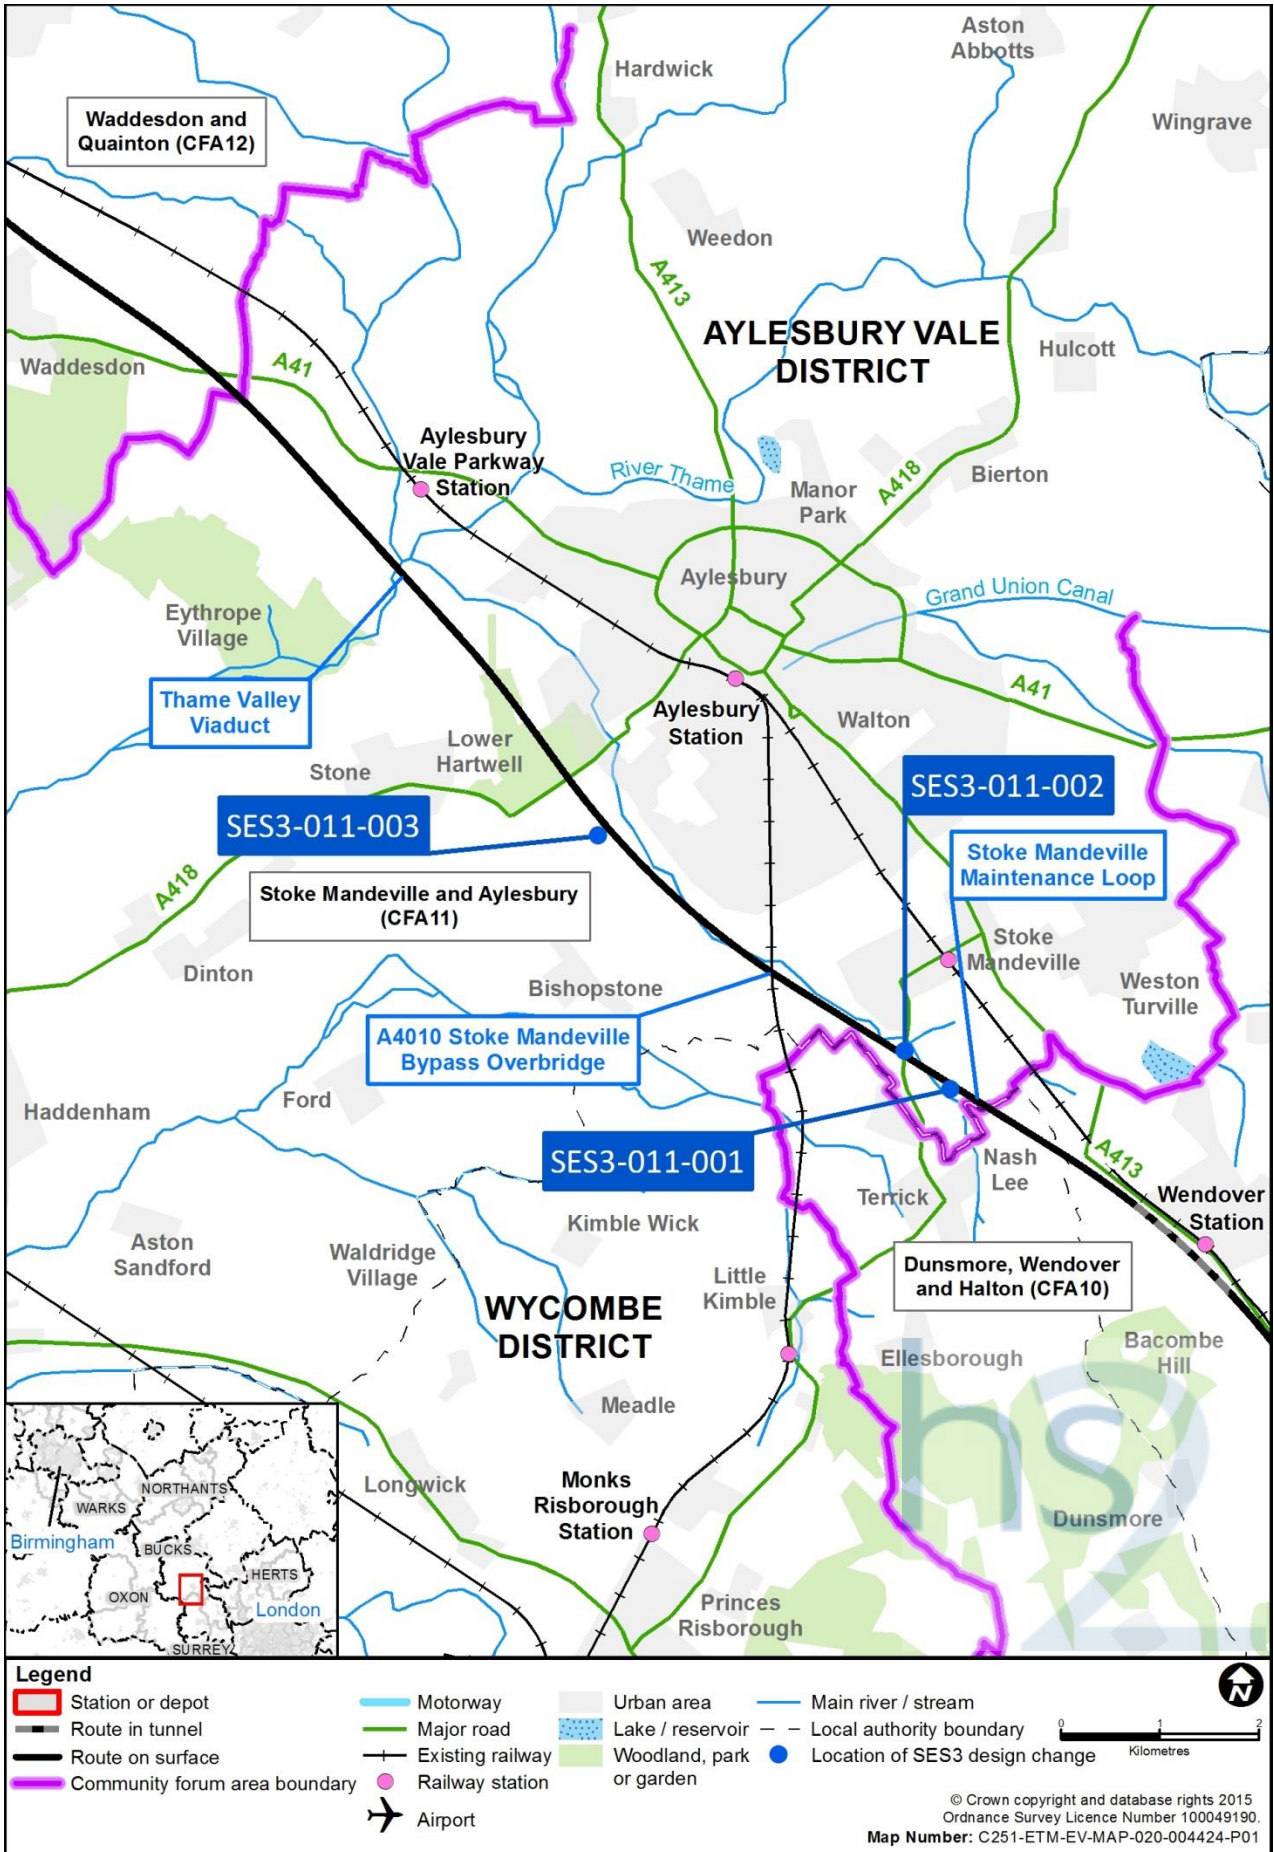 Hardwick
Aston
Abbotts
Wingrave
Waddesdon and
Quainton (CFA12)
Weedon
A413
AYLESBURY VALE
DISTRICT
Hulcott
Waddesdon
A41
Aylesbury
Vale Parkway
Station
River Thame
Manor
Park
A418
Bierton
Aylesbury
Grand Union Canal
Eythrope
Village
Thame Valley
Viaduct
A41
Aylesbury
Station
Walton
Lower
Hartwell
Stone
SES3-011-002
SES3-011-003
Stoke Mandeville
Maintenance Loop
A418
Stoke Mandeville and Aylesbury
(CFA11)
Stoke
Mandeville
Dinton
Bishopstone
Weston
Turville
A4010 Stoke Mandeville
Bypass Overbridge
Haddenham
Ford
SES3-011-001
Nash
Lee
A413
Terrick
Wendover
Station
Kimble Wick
Aston
Sandford
Waldridge
Village
Little
Kimble
Dunsmore, Wendover
and Halton (CFA10)
WYCOMBE
DISTRICT
Ellesborough
Bacombe
Hill
Meadle
hs2
Longwick
Monks
Risborough
Station
Dunsmore
Princes
Risborough
NORTHANTS
WARKS
Birmingham
BUCKS
HERTS
OXON
London
SURREY
Legend
Station or depot
Route in tunnel
Route on surface
Community forum area boundary
Motorway
Major road
Existing railway
Railway station
Airport
Urban area
Lake / reservoir
Woodland, park
or garden
Main river / stream
Local authority boundary
Location of SES3 design change
N
0 1 2
Kilometres
© Crown copyright and database rights 2015
Ordnance Survey Licence Number 100049190.
Map Number: C251-ETM-EV-MAP-020-004424-P01